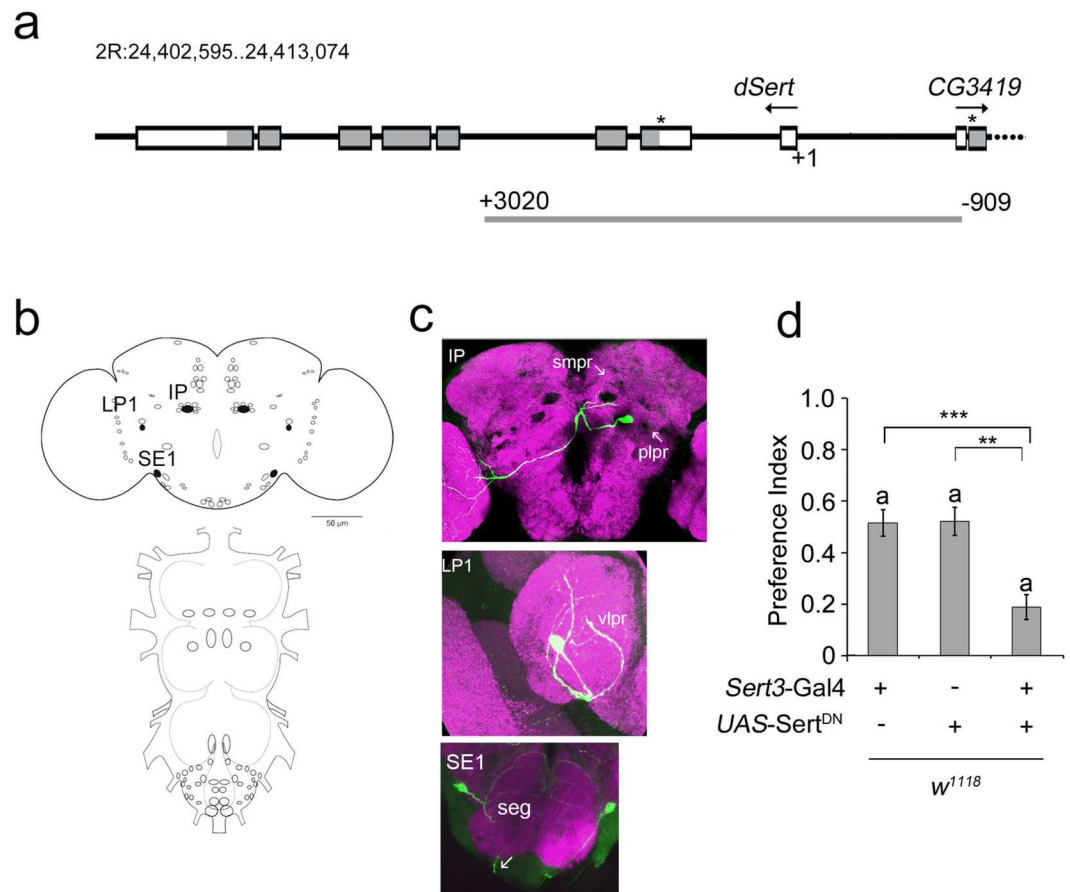 a
2R:24,402,595..24,413,074
dSert CG3419
* *
+1
+3020 -909
b
LP1 IP
SE1
50 µm
c
IP smpr
plpr
LP1
vlpr
SE1
seg
d
Preference Index
1.0
0.8
0.6
0.4
0.2
0
***
**
a a a
Sert3-Gal4 + - +
UAS-Sert^DN - + +
w^1118